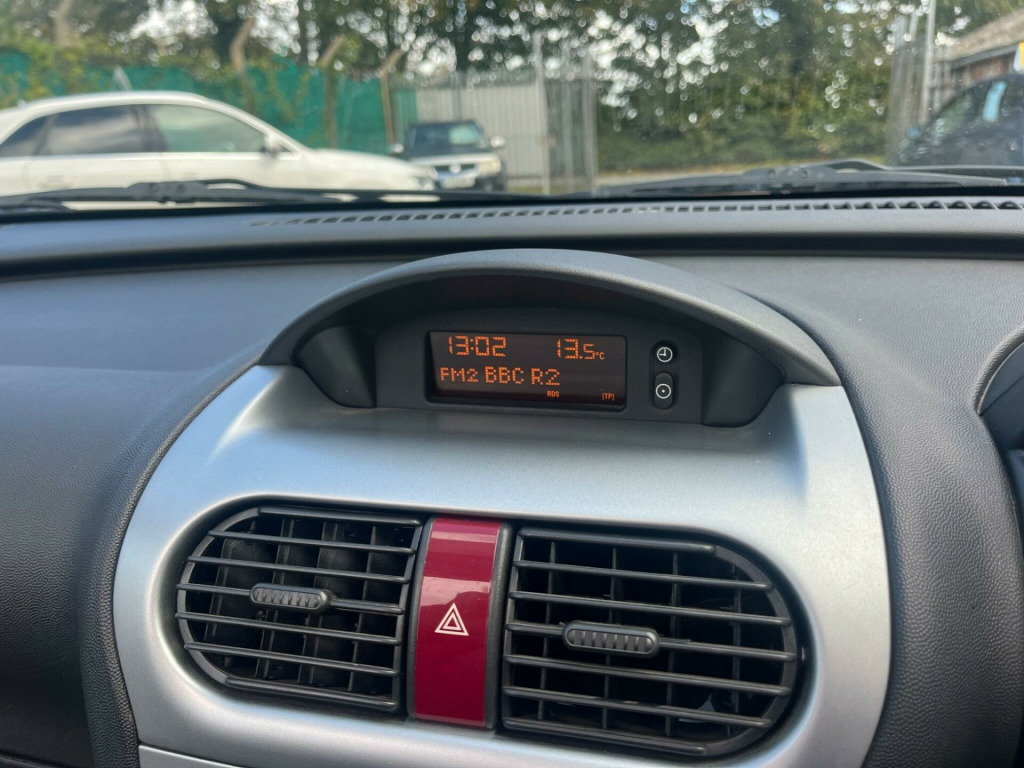 13:02 13.5°C
FM2 BBC R2
RDS [TP]